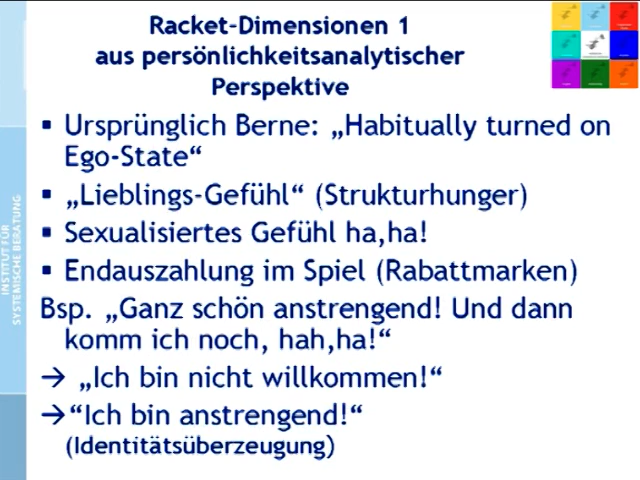 Racket-Dimensionen 1
aus persönlichkeitsanalytischer
Perspektive
▪ Ursprünglich Berne: „Habitually turned on
Ego-State“
▪ „Lieblings-Gefühl“ (Strukturhunger)
▪ Sexualisiertes Gefühl ha,ha!
▪ Endauszahlung im Spiel (Rabattmarken)
Bsp. „Ganz schön anstrengend! Und dann
komm ich noch, hah,ha!“
→ „Ich bin nicht willkommen!“
→“Ich bin anstrengend!“
(Identitätsüberzeugung)
INSTITUT FÜR
SYSTEMISCHE BERATUNG